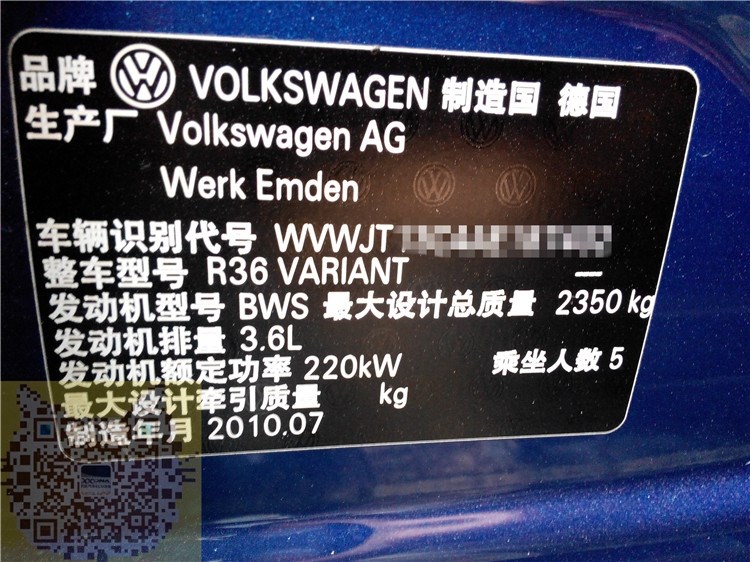 品牌 VOLKSWAGEN 制造国 德国
生产厂 Volkswagen AG
Werk Emden
车辆识别代号 WVWJT
整车型号 R36 VARIANT
发动机型号 BWS 最大设计总质量 2350 kg
发动机排量 3.6L
发动机额定功率 220kW 乘坐人数 5
最大设计牵引质量 kg
制造年月 2010.07